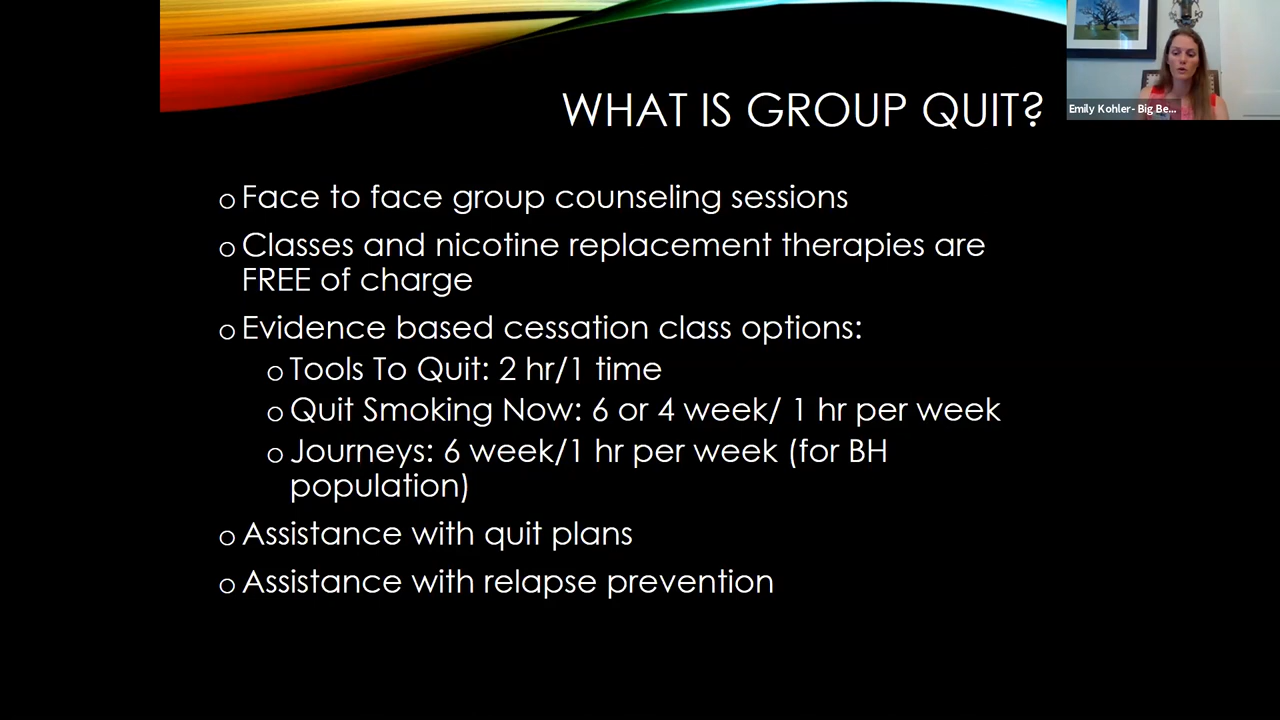 WHAT IS GROUP QUIT?
Emily Kohler- Big Be...
o Face to face group counseling sessions
o Classes and nicotine replacement therapies are
FREE of charge
o Evidence based cessation class options:
o Tools To Quit: 2 hr/1 time
o Quit Smoking Now: 6 or 4 week/ 1 hr per week
o Journeys: 6 week/1 hr per week (for BH
population)
o Assistance with quit plans
o Assistance with relapse prevention